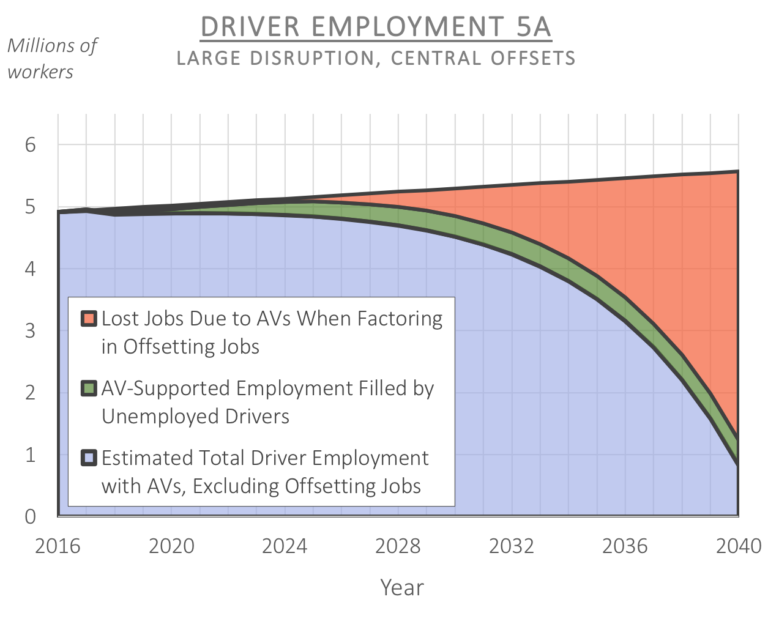 DRIVER EMPLOYMENT 5A
LARGE DISRUPTION, CENTRAL OFFSETS
Millions of
workers
6
5
4
3
2
1
0
Lost Jobs Due to AVs When Factoring
in Offsetting Jobs
AV-Supported Employment Filled by
Unemployed Drivers
Estimated Total Driver Employment
with AVs, Excluding Offsetting Jobs
2016 2020 2024 2028 2032 2036 2040
Year